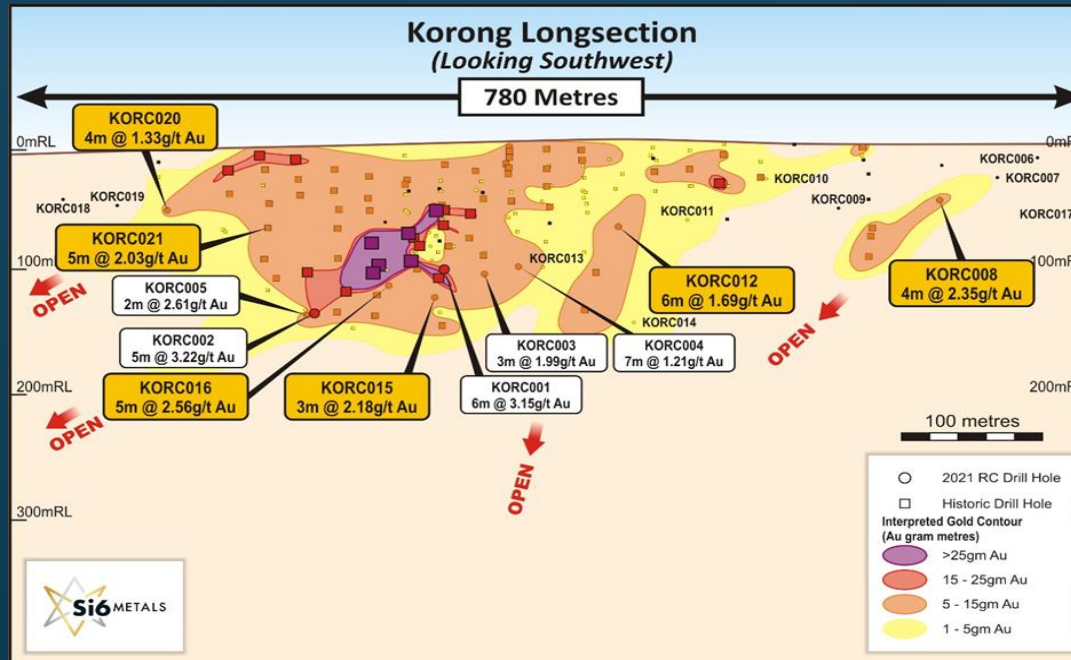 Korong Longsection
(Looking Southwest)
780 Metres
KORC020
4m @ 1.33g/t Au
0mRL
0mR
KORC006
KORC007
KORC010
KORC009
KORC019
KORC018
KORC011
KORC017
KORC021
5m @ 2.03g/t Au
100mRL
100mR
KORC013
KORC012
6m @ 1.69g/t Au
KORC008
4m @ 2.35g/t Au
OPEN
KORC005
2m @ 2.61g/t Au
KORC014
OPEN
KORC002
5m @ 3.22g/t Au
KORC003
3m @ 1.99g/t Au
KORC004
7m @ 1.21g/t Au
KORC016
5m @ 2.56g/t Au
KORC015
3m @ 2.18g/t Au
KORC001
6m @ 3.15g/t Au
200mRL
200mR
OPEN
OPEN
100 metres
300mRL
2021 RC Drill Hole
Historic Drill Hole
Interpreted Gold Contour
(Au gram metres)
>25gm Au
15 - 25gm Au
5 - 15gm Au
1 - 5gm Au
Si6 METALS